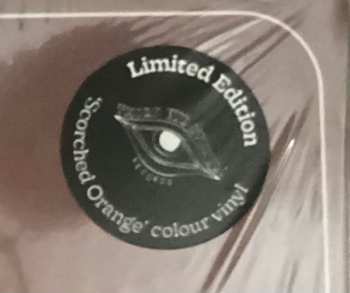 Limited Edition
'Scorched Orange' colour vinyl